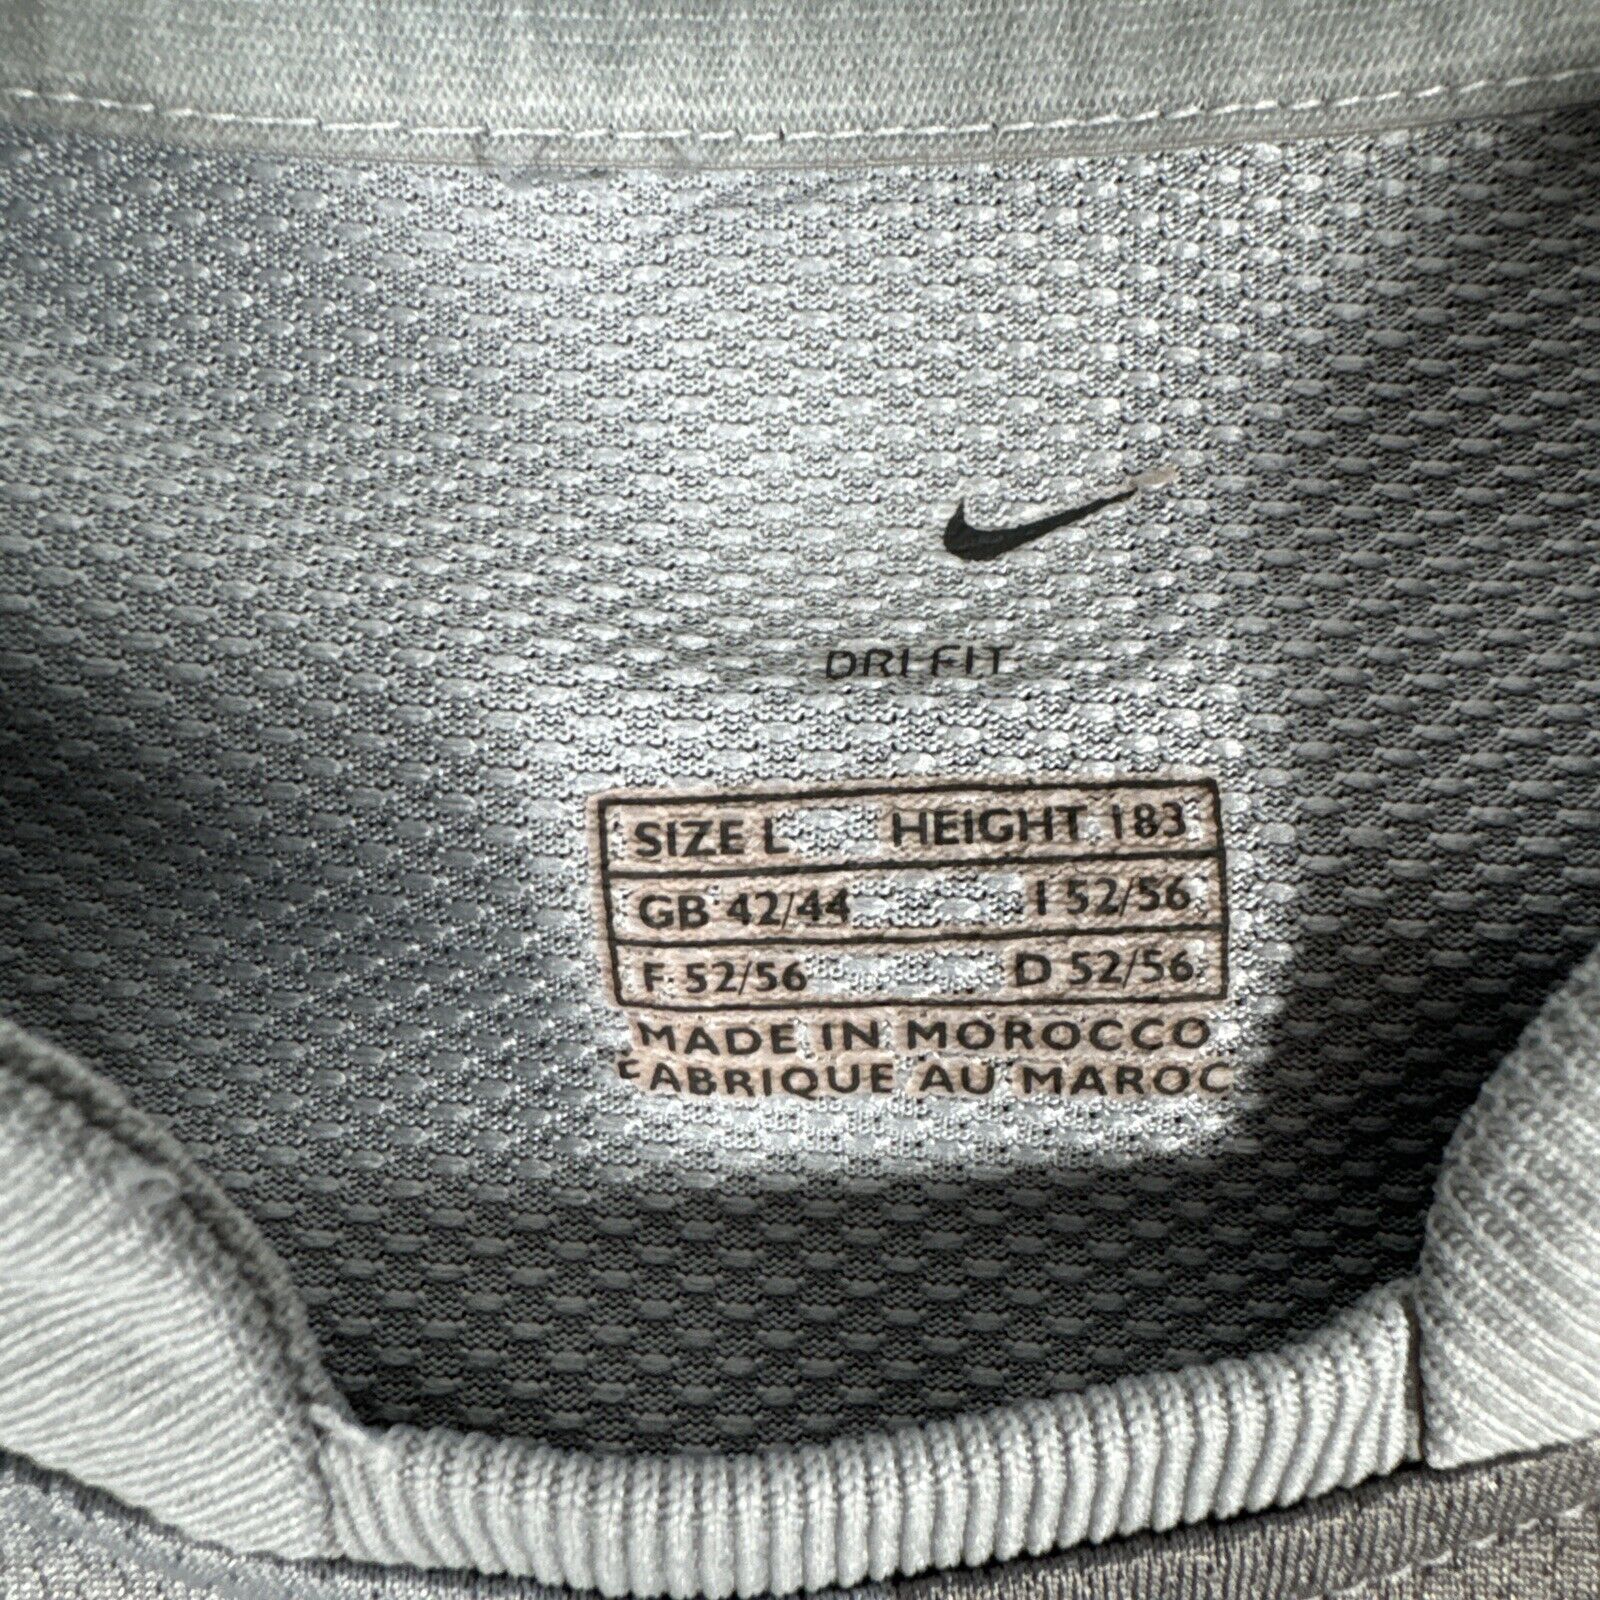 DRI-FIT
SIZE L HEIGHT 183
GB 42/44 I 52/56
F 52/56 D 52/56
MADE IN MOROCCO
FABRIQUE AU MAROC